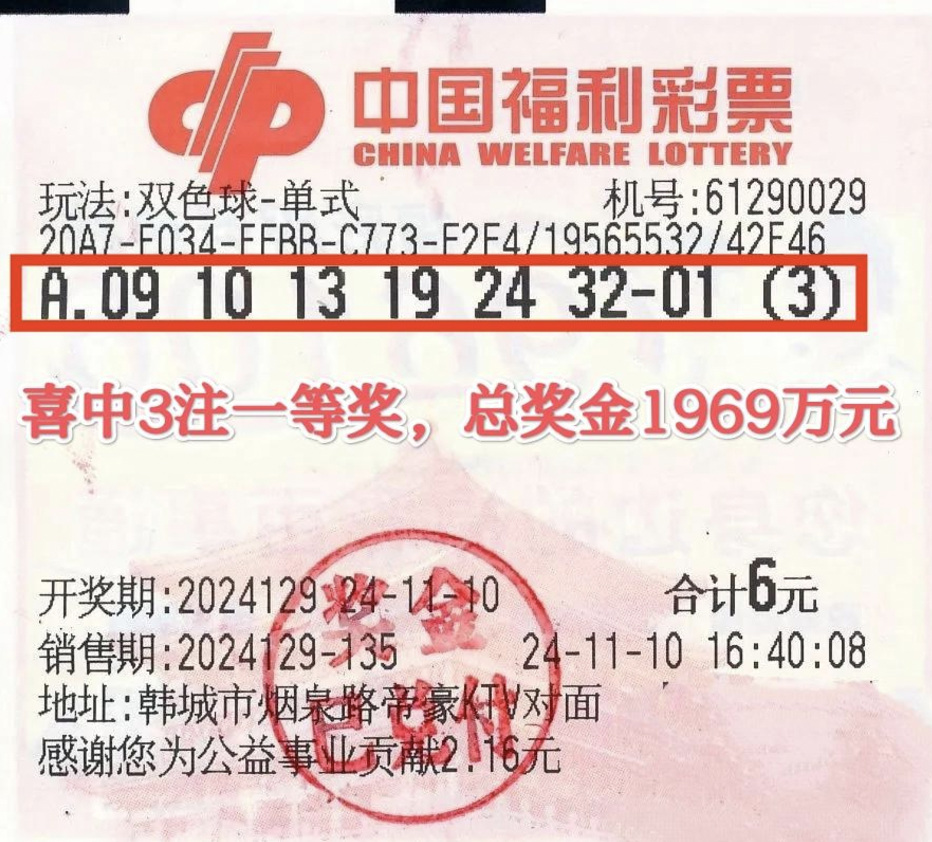 中国福利彩票
CHINA WELFARE LOTTERY
玩法:双色球-单式 机号:61290029
20A7-F034-FFBB-C773-F2F4/19565532/42F46
A.09 10 13 19 24 32-01 (3)
喜中3注一等奖，总奖金1969万元
开奖期:2024129 24-11-10 合计6元
销售期:2024129-135 24-11-10 16:40:08
地址:韩城市烟泉路帝豪KTV对面
感谢您为公益事业贡献2.16元
奖金
已兑付